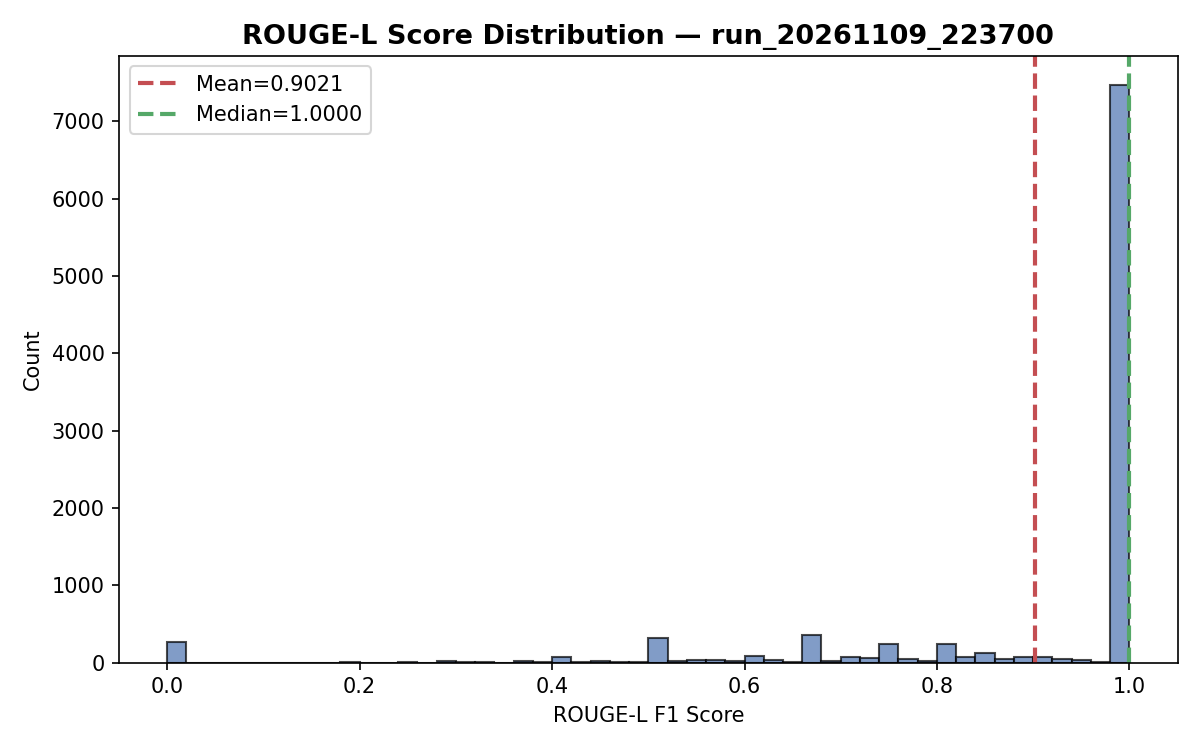 ROUGE-L Score Distribution — run_20261109_223700
Mean=0.9021
Median=1.0000
Count
7000
6000
5000
4000
3000
2000
1000
0
0.0 0.2 0.4 0.6 0.8 1.0
ROUGE-L F1 Score